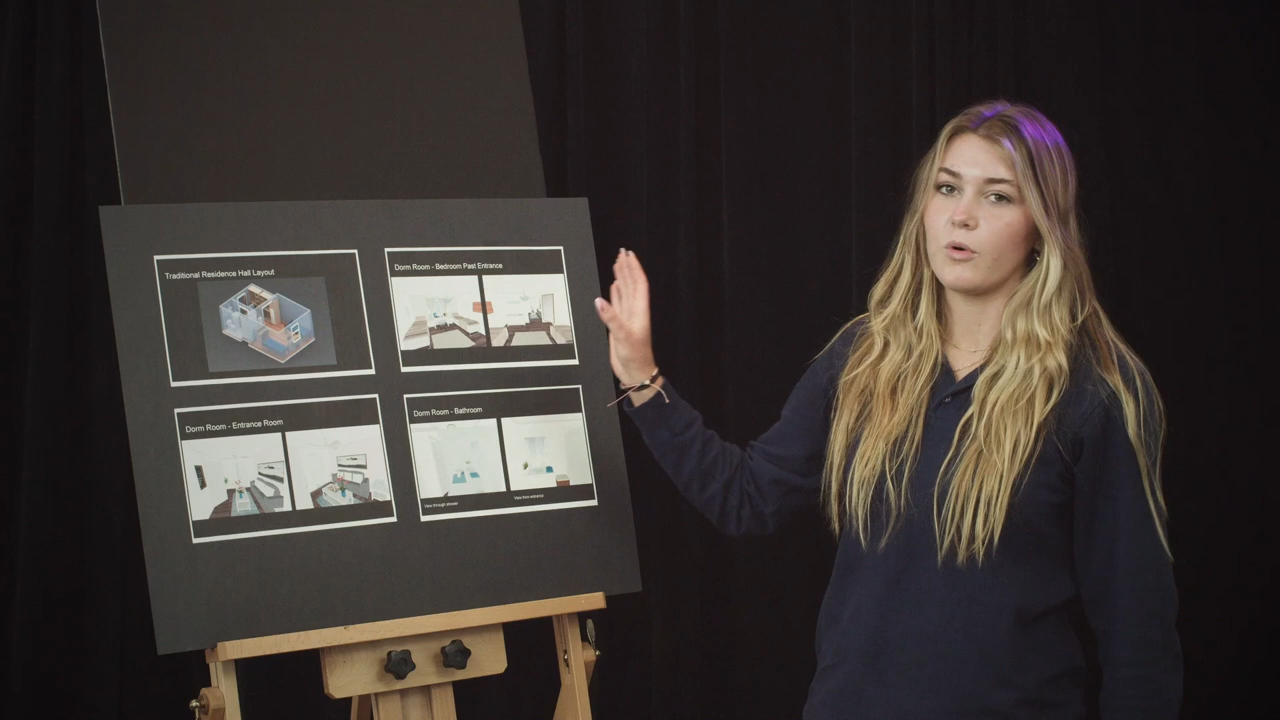 Traditional Residence Hall Layout
Dorm Room - Bedroom Past Entrance
Dorm Room - Entrance Room
Dorm Room - Bathroom
View through shower
View from entrance